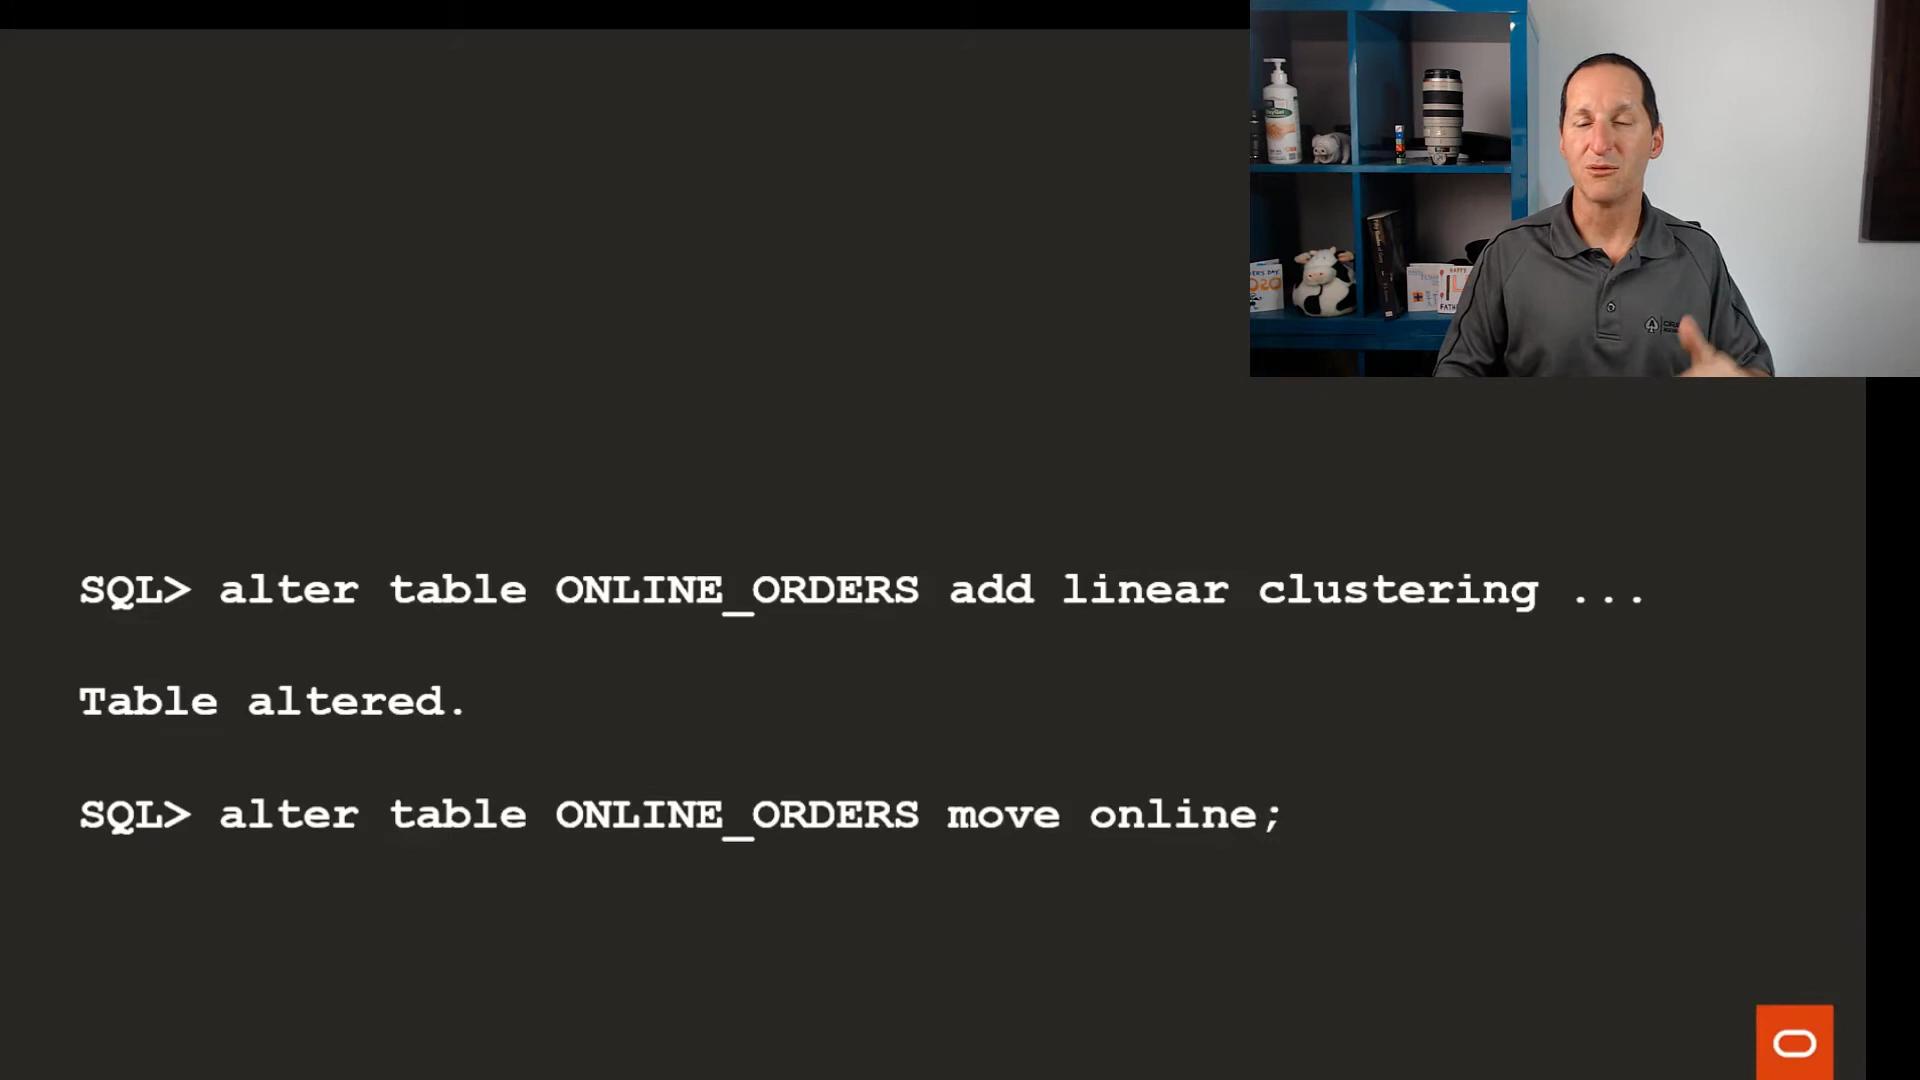 SQL> alter table ONLINE_ORDERS add linear clustering ...
Table altered.
SQL> alter table ONLINE_ORDERS move online;